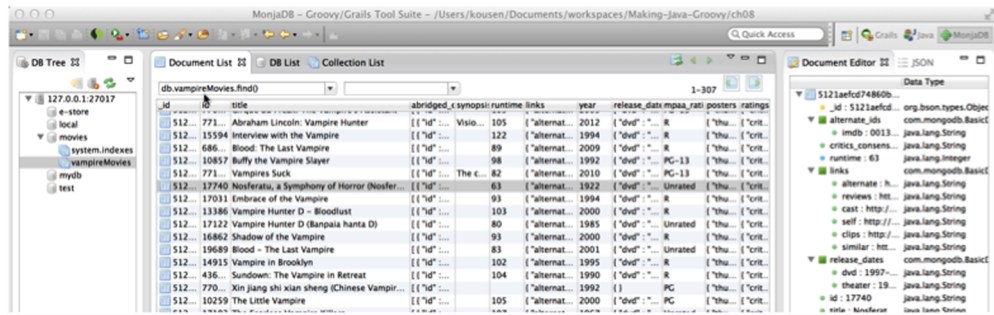 MonjaDB - Groovy/Grails Tool Suite - /Users/kousen/Documents/workspaces/Making-Java-Groovy/ch08
Quick Access
Grails Java MonjaDB
DB Tree
127.0.0.1:27017
e-store
local
movies
system.indexes
vampireMovies
mydb
test
Document List DB List Collection List
db.vampireMovies.find()
1-307
_id id title abridged_c synopsis runtime links year release_date mpaa_rati posters ratings
512... 771... Abraham Lincoln: Vampire Hunter [{ "id" :... Visio... 105 { "alternat... 2012 { "dvd" : "... R { "thu... { "crit...
512... 15594 Interview with the Vampire [{ "id" :... 122 { "alternat... 1994 { "dvd" : "... R { "thu... { "crit...
512... 686... Blood: The Last Vampire [{ "id" :... 89 { "alternat... 2009 { "dvd" : "... R { "thu... { "crit...
512... 10857 Buffy the Vampire Slayer [{ "id" :... 98 { "alternat... 1992 { "dvd" : "... PG-13 { "thu... { "crit...
512... 771... Vampires Suck [{ "id" :... The c... 82 { "alternat... 2010 { "dvd" : "... PG-13 { "thu... { "crit...
512... 17740 Nosferatu, a Symphony of Horror (Nosfer... [{ "id" :... 63 { "alternat... 1922 { "dvd" : "... Unrated { "thu... { "crit...
512... 17031 Embrace of the Vampire [{ "id" :... 93 { "alternat... 1994 { "dvd" : "... R { "thu... { "crit...
512... 13386 Vampire Hunter D - Bloodlust [{ "id" :... 103 { "alternat... 2000 { "dvd" : "... R { "thu... { "crit...
512... 17122 Vampire Hunter D (Banpaia hanta D) [{ "id" :... 80 { "alternat... 1985 { "dvd" : "... Unrated { "thu... { "crit...
512... 16862 Shadow of the Vampire [{ "id" :... 93 { "alternat... 2000 { "dvd" : "... R { "thu... { "crit...
512... 19689 Blood - The Last Vampire [{ "id" :... 83 { "alternat... 2001 { "dvd" : "... Unrated { "thu... { "crit...
512... 14915 Vampire in Brooklyn [{ "id" :... 102 { "alternat... 1995 { "dvd" : "... R { "thu... { "crit...
512... 436... Sundown: The Vampire in Retreat [{ "id" :... 104 { "alternat... 1990 { "dvd" : "... R { "thu... { "crit...
512... 770... Xin jiang shi xian sheng (Chinese Vampir... [{ "id" :... { "alternat... 1992 { } PG { "thu... { "crit...
512... 10259 The Little Vampire [{ "id" :... 105 { "alternat... 2000 { "dvd" : "... PG { "thu... { "crit...
Document Editor JSON
Data Type
5121aefcd74860b...
_id : 5121aefcd... org.bson.types.Objec
alternate_ids com.mongodb.BasicD
imdb : 0013... java.lang.String
critics_consens... java.lang.String
runtime : 63 java.lang.Integer
links com.mongodb.BasicD
alternate : h... java.lang.String
reviews : htt... java.lang.String
cast : http:/... java.lang.String
self : http:/... java.lang.String
clips : http:/... java.lang.String
similar : htt... java.lang.String
release_dates com.mongodb.BasicD
dvd : 1997-... java.lang.String
theater : 19... java.lang.String
id : 17740 java.lang.String
title : Nosferat... java.lang.String